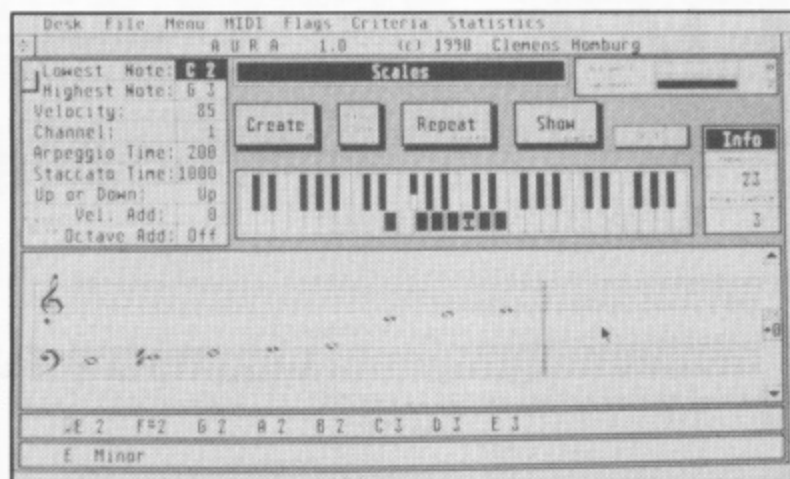 Desk File Menu MIDI Flags Criteria Statistics
A U R A 1.0 (c) 1990 Clemens Homburg
Lowest Note: C 2
Highest Note: G 3
Velocity: 85
Channel: 1
Arpeggio Time: 200
Staccato Time: 1000
Up or Down: Up
Vel. Add: 0
Octave Add: Off
Scales
Create
Repeat
Show
Info
23
3
+0
E 2 F#2 G 2 A 2 B 2 C 3 D 3 E 3
E Minor